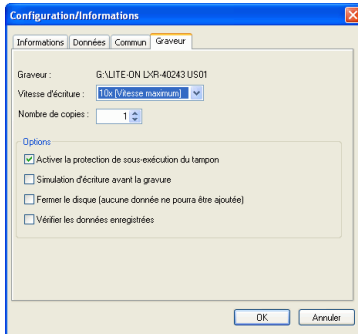 Configuration/Informations
Informations Données Commun Graveur
Graveur : G:\LITE-ON LXR-40243 US01
Vitesse d'écriture : 10x (Vitesse maximum)
Nombre de copies : 1
Options
Activer la protection de sous-exécution du tampon
Simulation d'écriture avant la gravure
Fermer le disque (aucune donnée ne pourra être ajoutée)
Vérifier les données enregistrées
OK Annuler